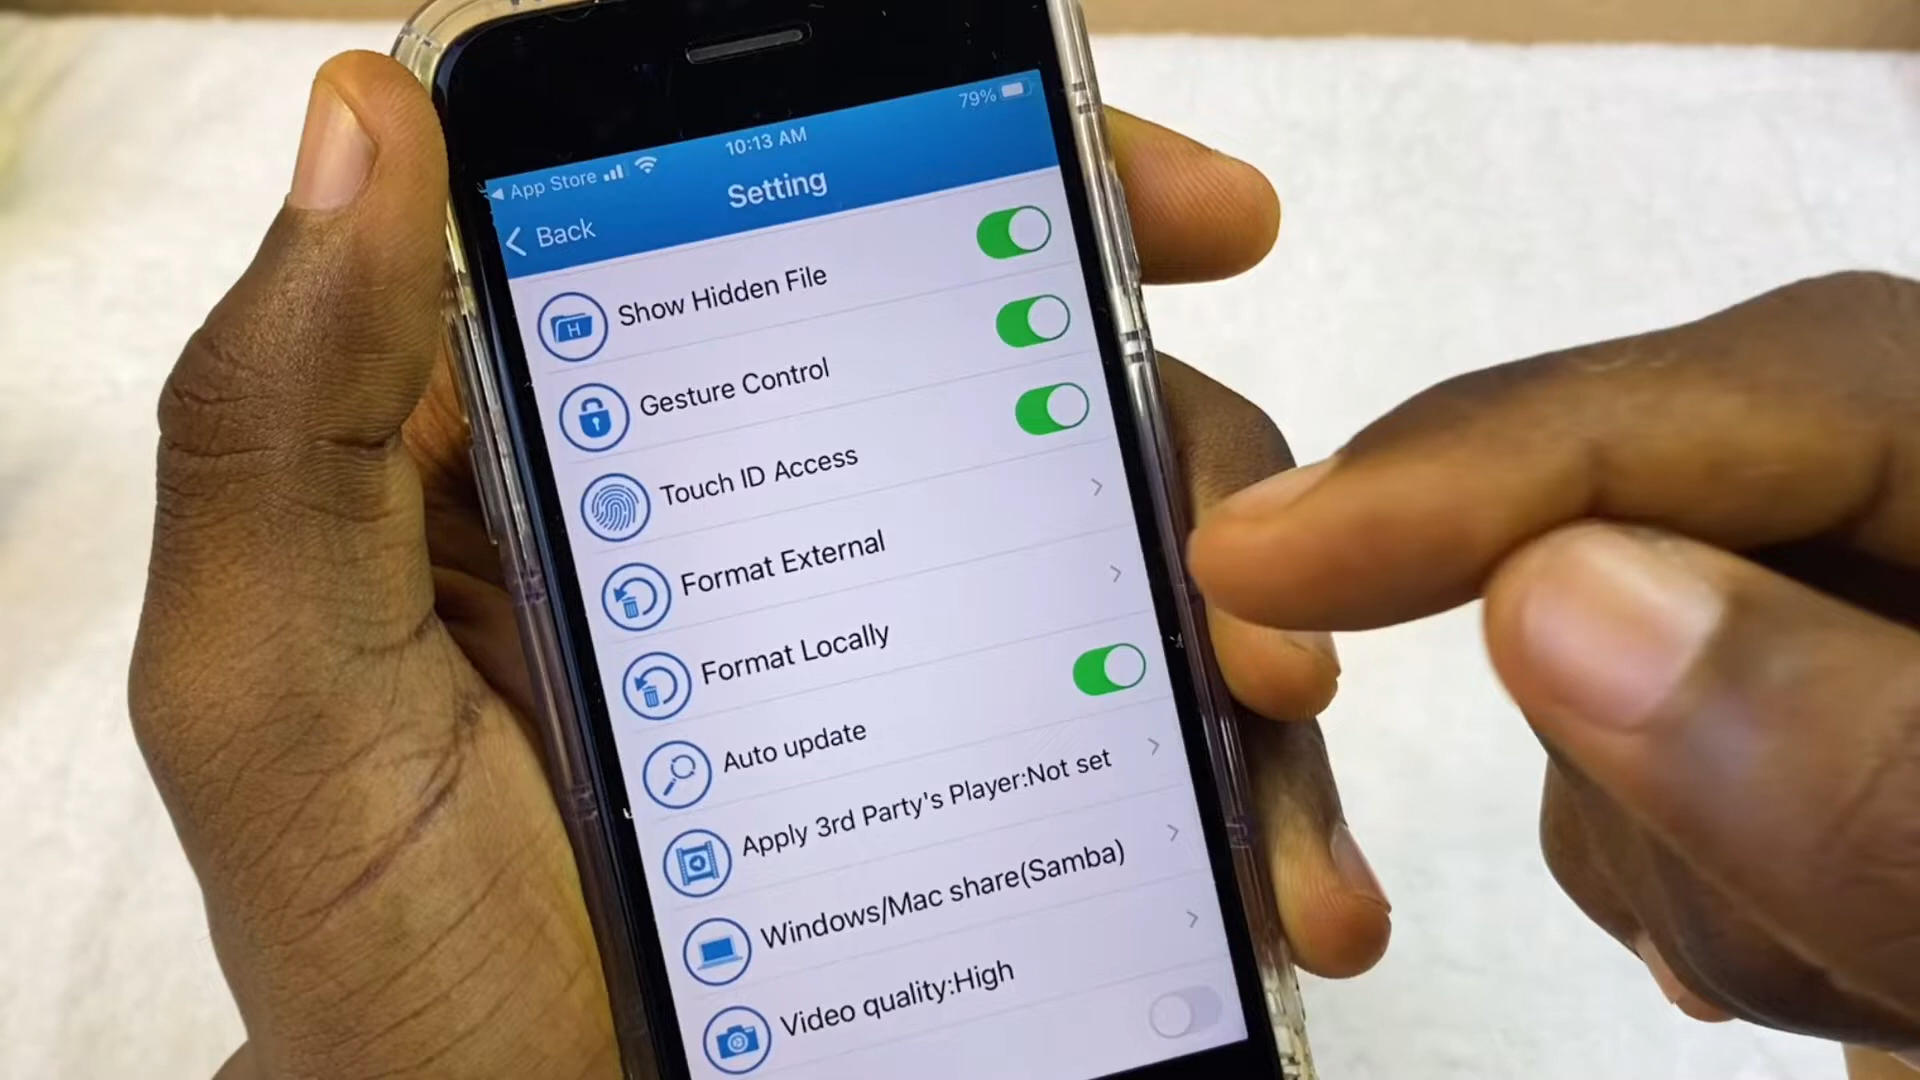 79%
10:13 AM
App Store
Setting
Back
H
Show Hidden File
Gesture Control
Touch ID Access
Format External
Format Locally
Auto update
Apply 3rd Party's Player:Not set
Windows/Mac share(Samba)
Video quality:High